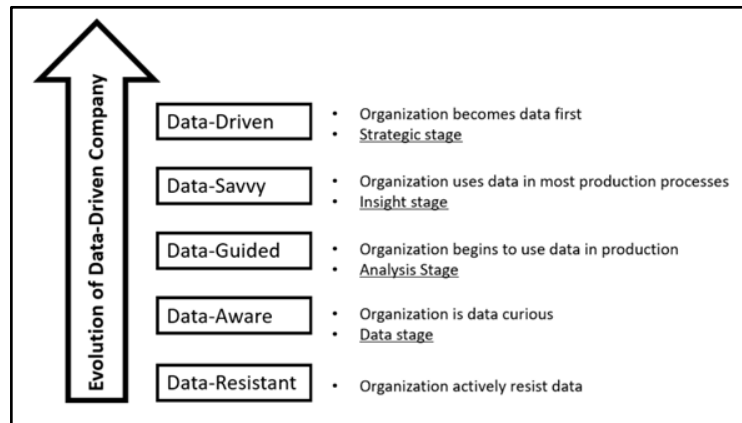 Evolution of Data-Driven Company
Data-Driven
• Organization becomes data first
• Strategic stage
Data-Savvy
• Organization uses data in most production processes
• Insight stage
Data-Guided
• Organization begins to use data in production
• Analysis Stage
Data-Aware
• Organization is data curious
• Data stage
Data-Resistant
• Organization actively resist data